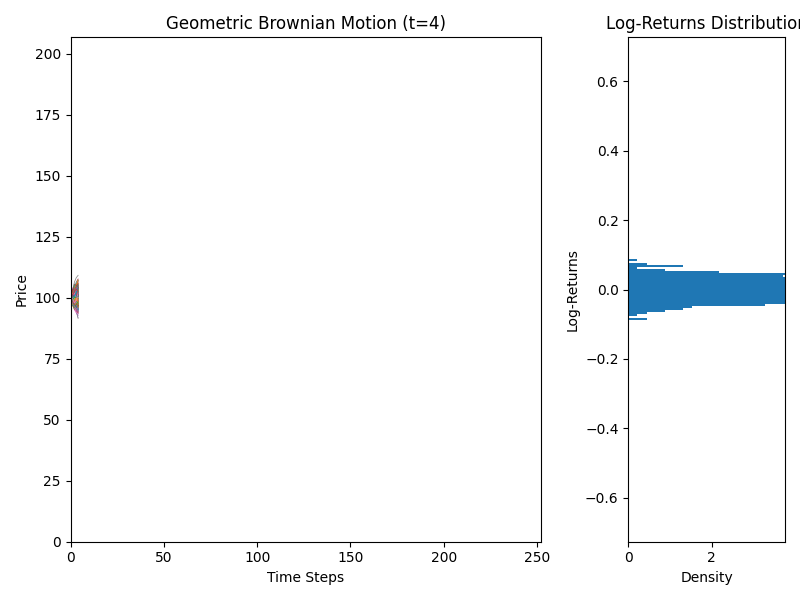 Geometric Brownian Motion (t=4)
Log-Returns Distribution
Price
200
175
150
125
100
75
50
25
0
0 50 100 150 200 250
Time Steps
Log-Returns
0.6
0.4
0.2
0.0
−0.2
−0.4
−0.6
0 2
Density